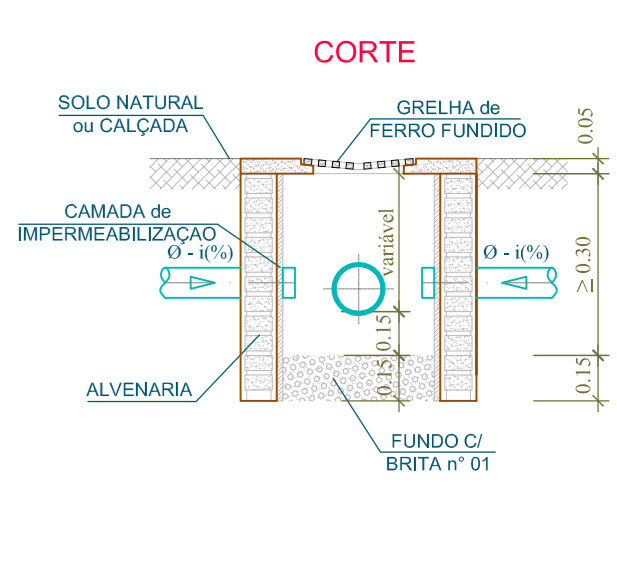 CORTE
SOLO NATURAL
ou CALÇADA
GRELHA de
FERRO FUNDIDO
0.05
CAMADA de
IMPERMEABILIZAÇAO
Ø - i(%)
variável
Ø - i(%)
≥ 0.30
0.15
0.15
0.15
ALVENARIA
FUNDO C/
BRITA n° 01